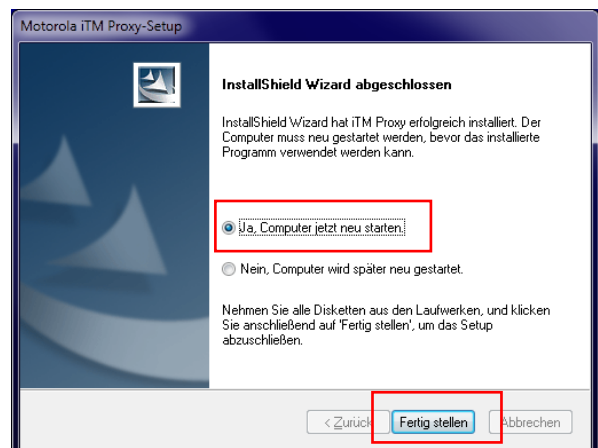 Motorola iTM Proxy-Setup
InstallShield Wizard abgeschlossen
InstallShield Wizard hat iTM Proxy erfolgreich installiert. Der
Computer muss neu gestartet werden, bevor das installierte
Programm verwendet werden kann.
Ja, Computer jetzt neu starten.
Nein, Computer wird später neu gestartet.
Nehmen Sie alle Disketten aus den Laufwerken, und klicken
Sie anschließend auf 'Fertig stellen', um das Setup
abzuschließen.
< Zurück Fertig stellen Abbrechen